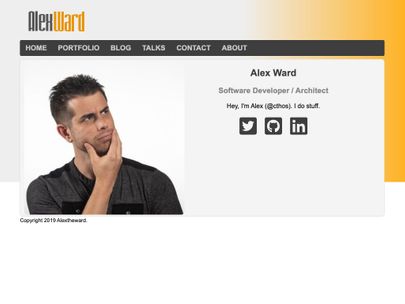 AlexWard
HOME PORTFOLIO BLOG TALKS CONTACT ABOUT
Alex Ward
Software Developer / Architect
Hey, I'm Alex (@cthos). I do stuff.
Copyright 2019 Alextheward.